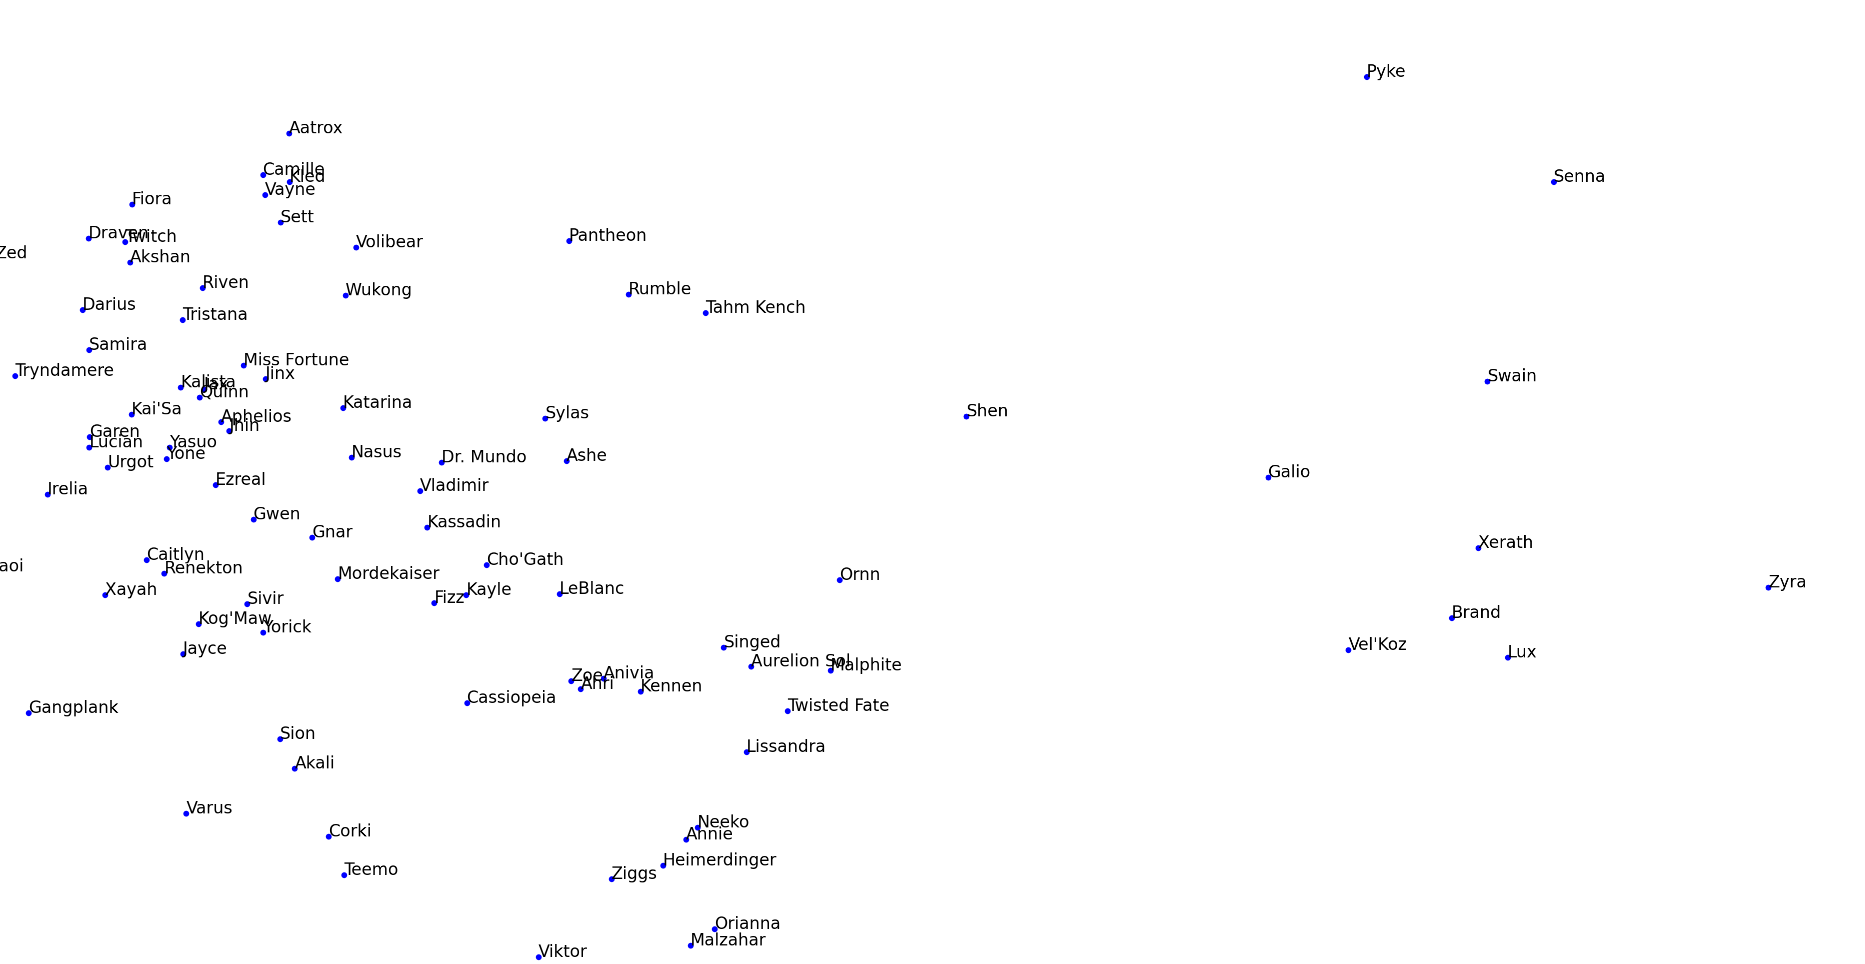 Pyke
Aatrox
Camille
Kled
Senna
Vayne
Fiora
Sett
Draven
Twitch
Pantheon
Volibear
Zed
Akshan
Riven
Wukong
Rumble
Darius
Tahm Kench
Tristana
Samira
Miss Fortune
Tryndamere
Jinx
Swain
Kalista
Jax
Quinn
Katarina
Kai'Sa
Shen
Sylas
Aphelios
Jhin
Garen
Lucian
Yasuo
Yone
Nasus
Ashe
Dr. Mundo
Urgot
Galio
Ezreal
Vladimir
Irelia
Gwen
Kassadin
Gnar
Xerath
Caitlyn
Cho'Gath
aoi
Renekton
Mordekaiser
Ornn
Zyra
Xayah
Kayle
LeBlanc
Fizz
Sivir
Brand
Kog'Maw
Yorick
Singed
Vel'Koz
Jayce
Lux
Aurelion Sol
Malphite
Zoe
Anivia
Ahri
Kennen
Cassiopeia
Twisted Fate
Gangplank
Sion
Lissandra
Akali
Varus
Neeko
Corki
Annie
Heimerdinger
Teemo
Ziggs
Orianna
Malzahar
Viktor